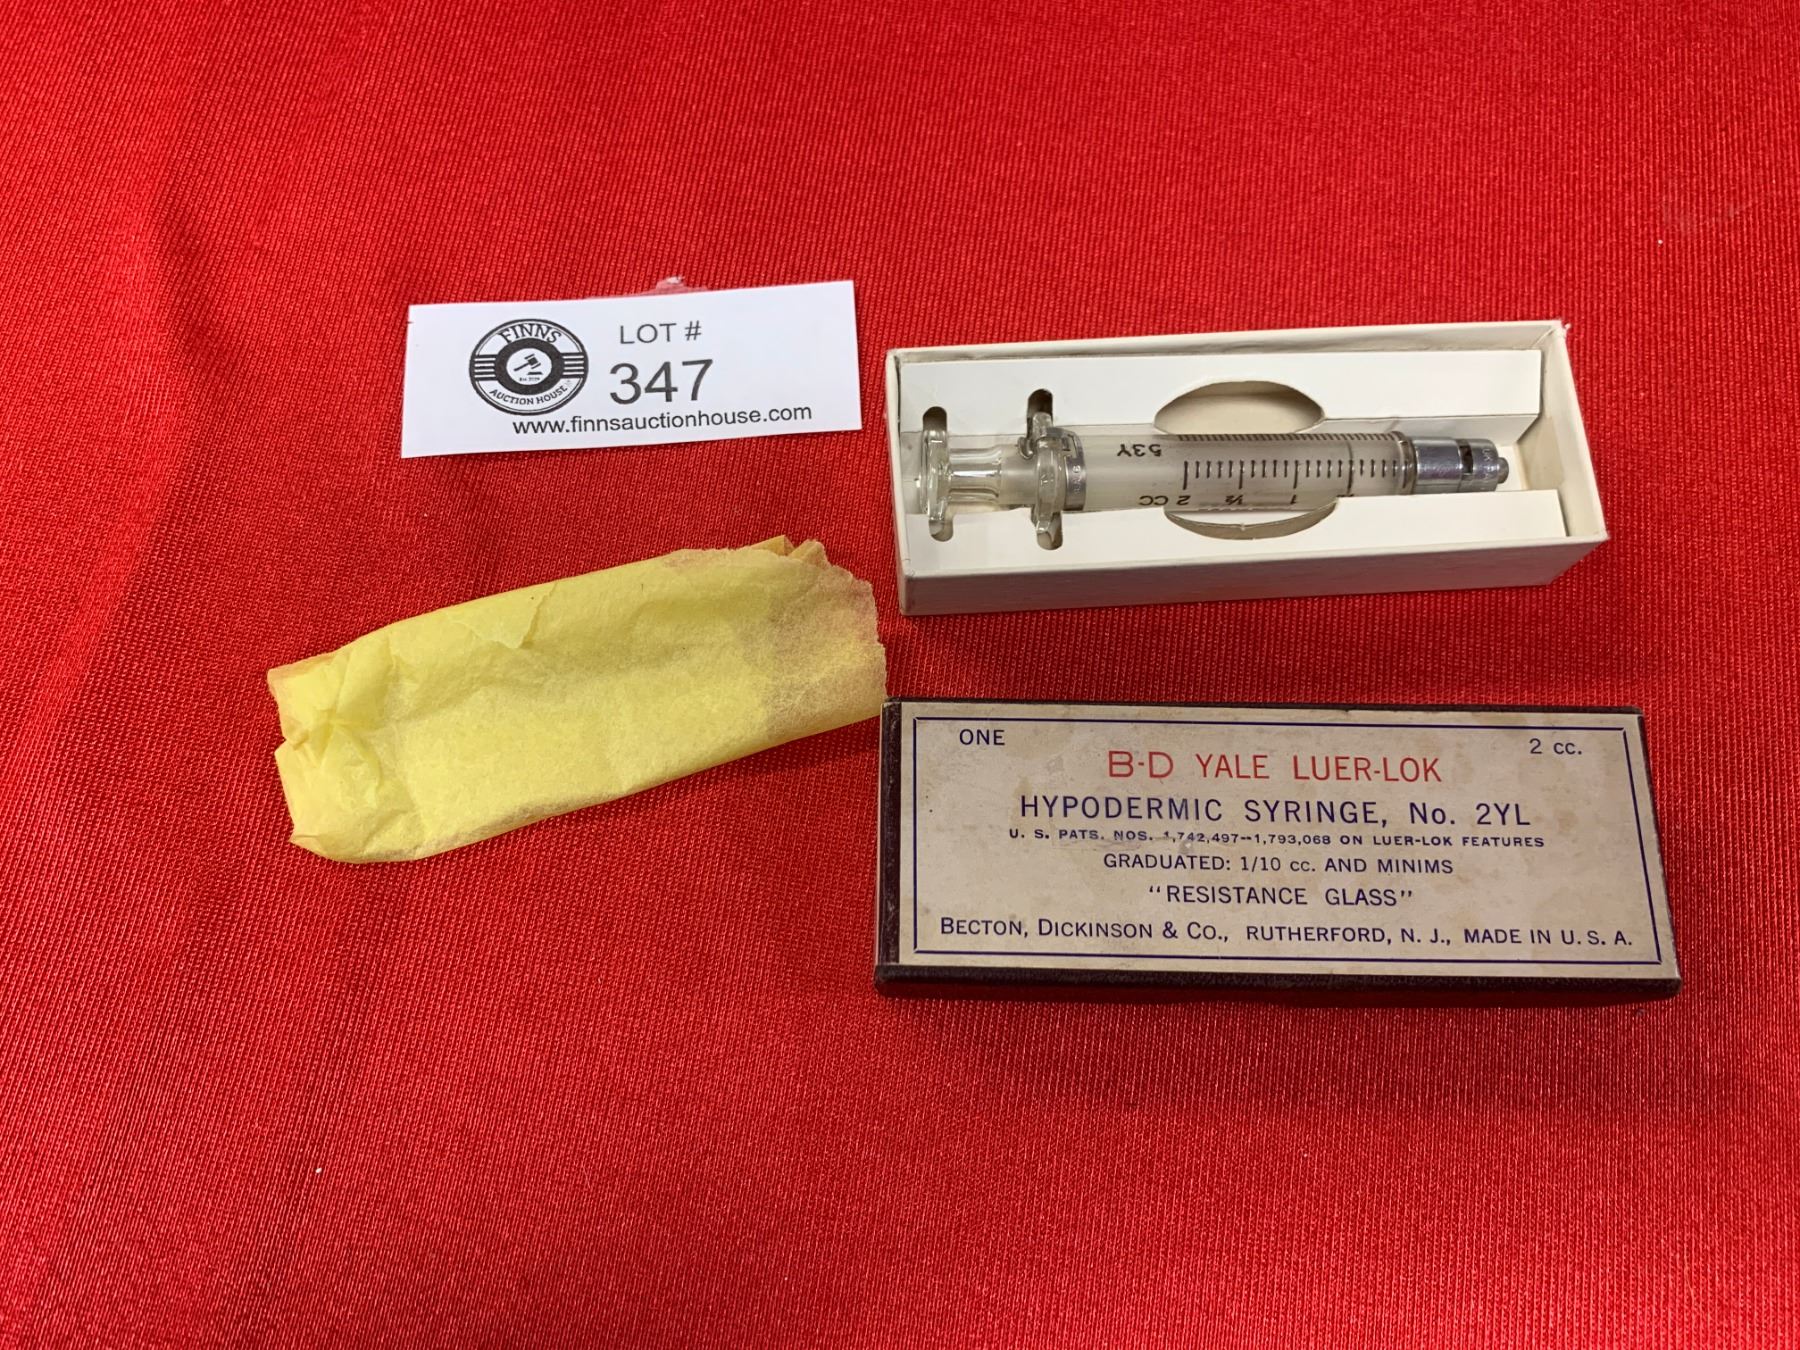 FINNS
AUCTION HOUSE
LOT #
347
www.finnsauctionhouse.com
53Y
2 CC
½
1
ONE
2 cc.
B-D YALE LUER-LOK
HYPODERMIC SYRINGE, No. 2YL
U. S. PATS. NOS. 1,742,497--1,793,068 ON LUER-LOK FEATURES
GRADUATED: 1/10 cc. AND MINIMS
"RESISTANCE GLASS"
BECTON, DICKINSON & Co., RUTHERFORD, N. J., MADE IN U. S. A.